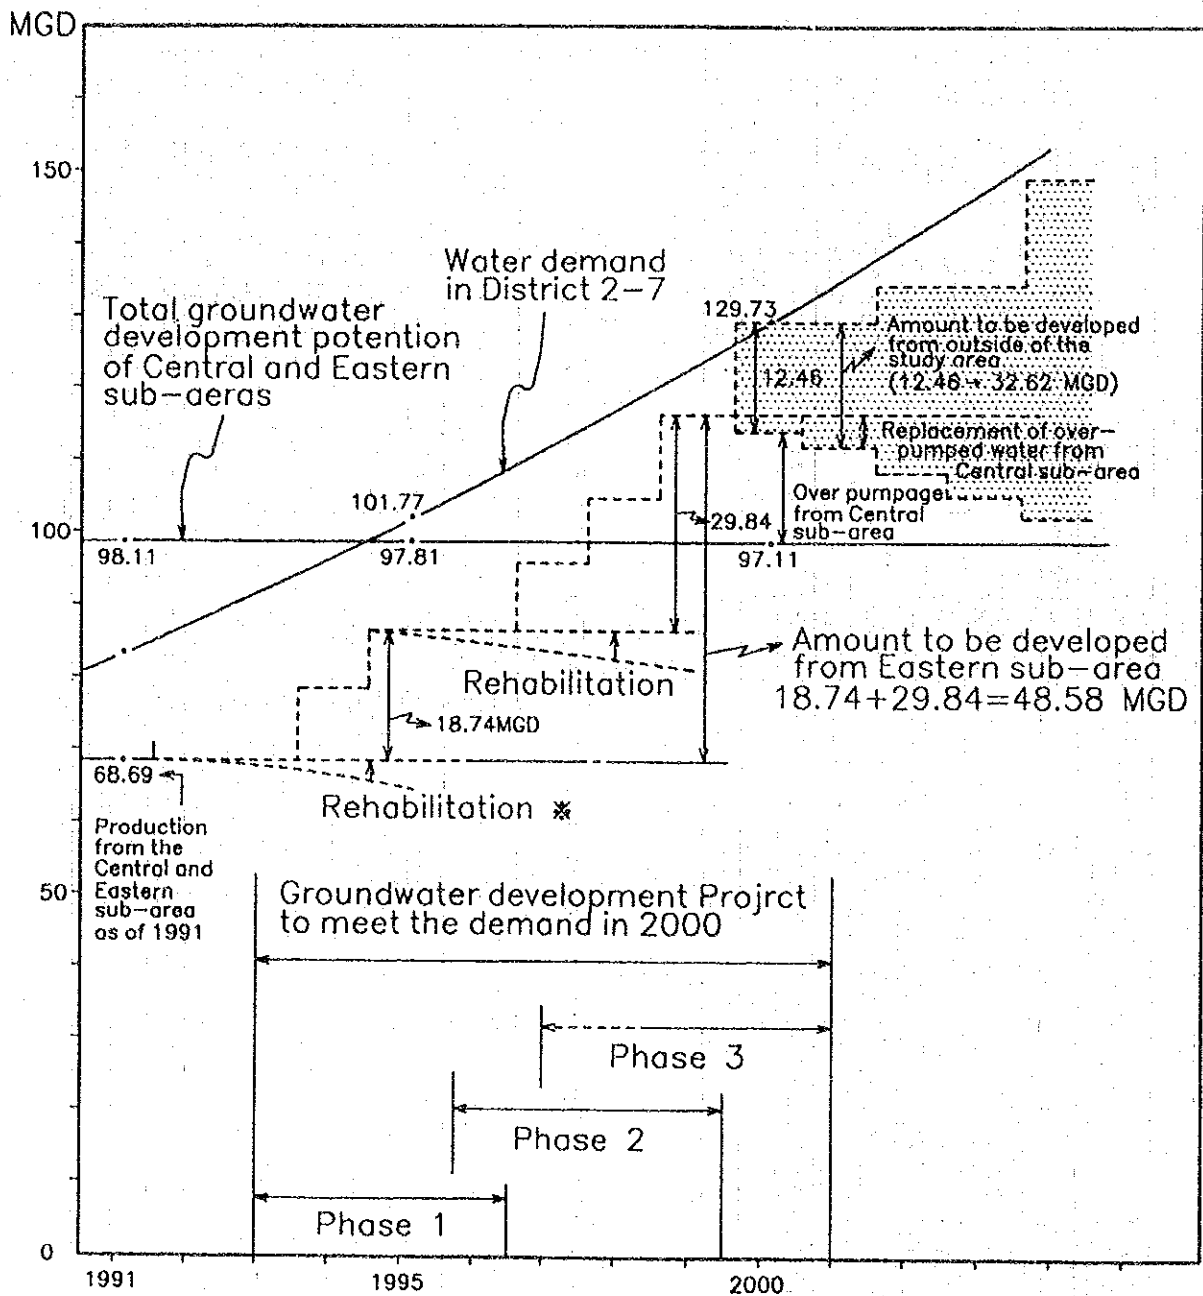 MGD
150
100
50
0
1991
1995
2000
Total groundwater
development potention
of Central and Eastern
sub-aeras
Water demand
in District 2-7
129.73
12.46
Amount to be developed
from outside of the
study area
(12.46 → 32.62 MGD)
Replacement of over-
pumped water from
Central sub-area
Over pumpage
from Central
sub-area
101.77
98.11
97.81
97.11
29.84
Amount to be developed
from Eastern sub-area
18.74+29.84=48.58 MGD
Rehabilitation
18.74MGD
68.69
Rehabilitation ※
Production
from the
Central and
Eastern
sub-area
as of 1991
Groundwater development Projrct
to meet the demand in 2000
Phase 3
Phase 2
Phase 1